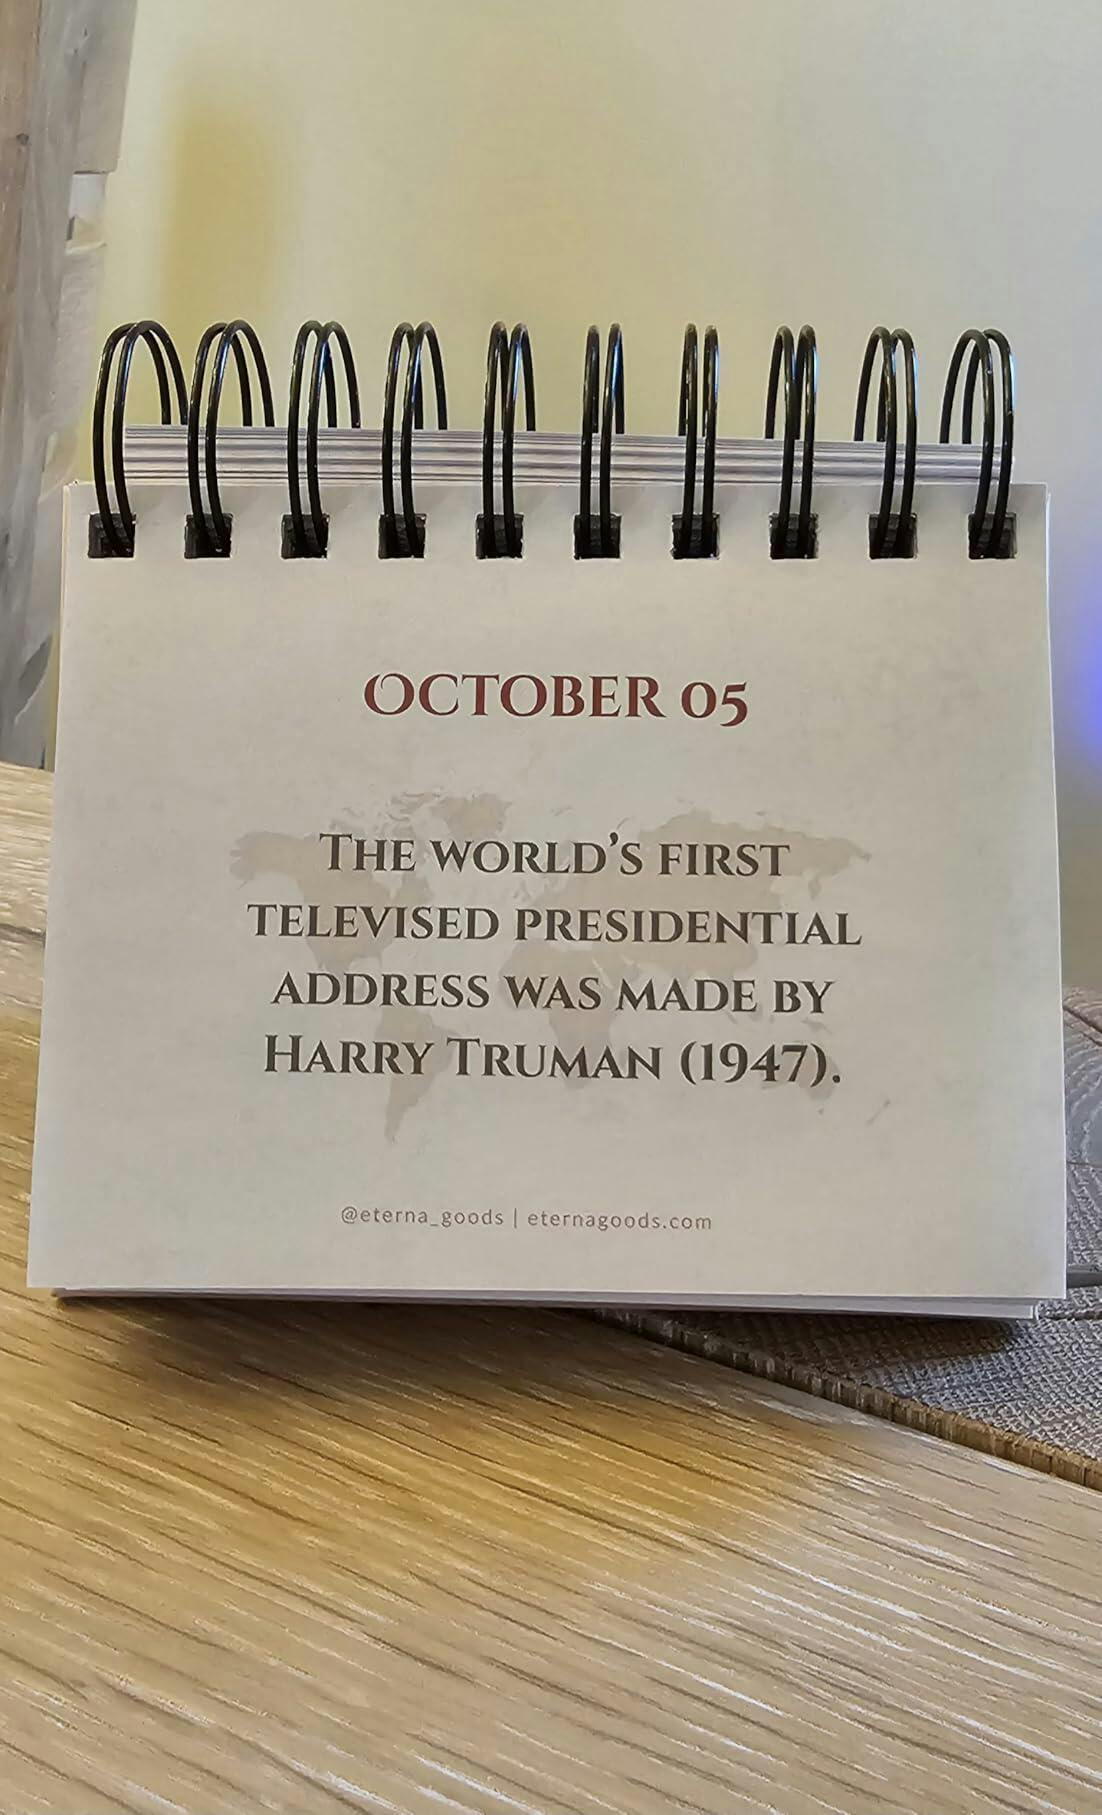 October 05
The world's first
televised presidential
address was made by
Harry Truman (1947).
@eterna_goods | eternagoods.com